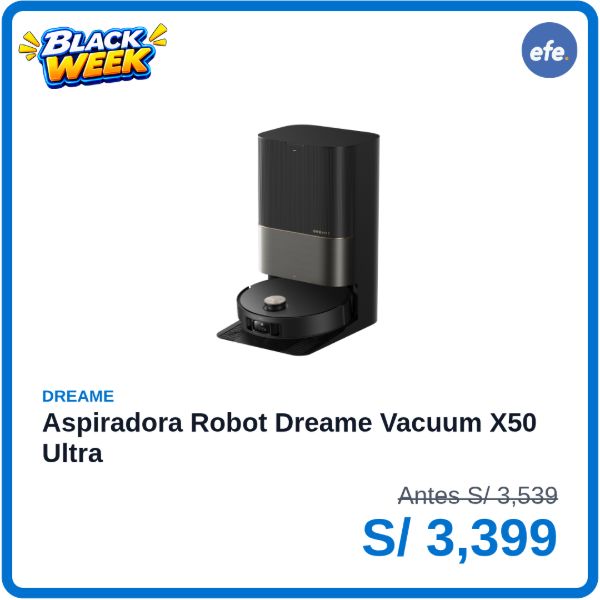 BLACK
WEEK
efe.
DREAME
Aspiradora Robot Dreame Vacuum X50
Ultra
Antes S/ 3,539
S/ 3,399